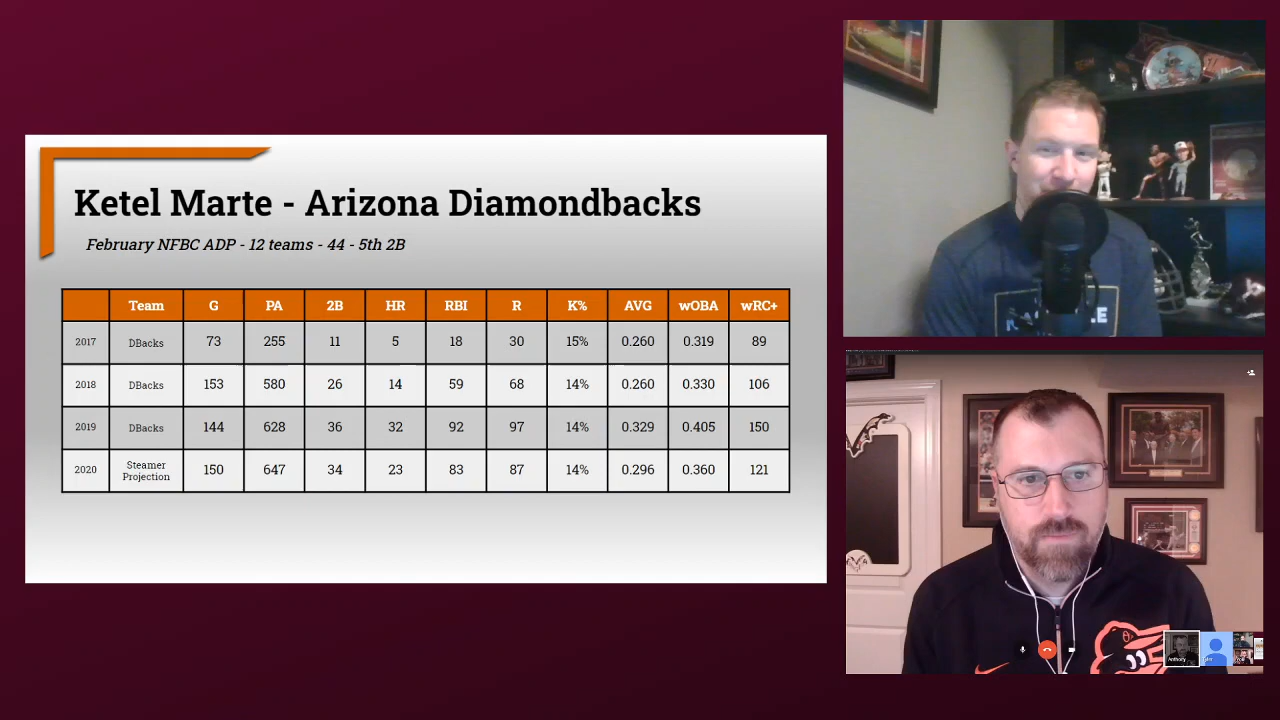 Ketel Marte - Arizona Diamondbacks
February NFBC ADP - 12 teams - 44 - 5th 2B
Team G PA 2B HR RBI R K% AVG wOBA wRC+
2017 DBacks 73 255 11 5 18 30 15% 0.260 0.319 89
2018 DBacks 153 580 26 14 59 68 14% 0.260 0.330 106
2019 DBacks 144 628 36 32 92 97 14% 0.329 0.405 150
2020 Steamer Projection 150 647 34 23 83 87 14% 0.296 0.360 121
Anthony